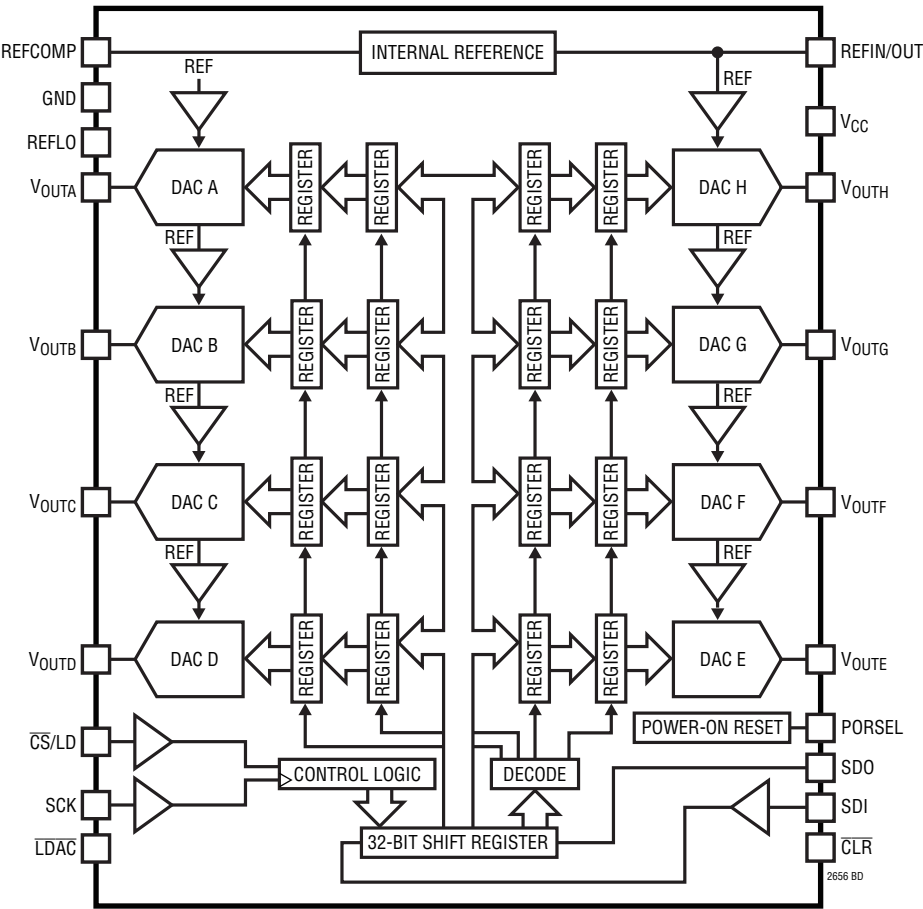 REFCOMP
INTERNAL REFERENCE
REFIN/OUT
REF
REF
GND
REFLO
VCC
VOUTA
DAC A
REGISTER
REGISTER
REGISTER
REGISTER
DAC H
VOUTH
REF
REF
VOUTB
DAC B
REGISTER
REGISTER
REGISTER
REGISTER
DAC G
VOUTG
REF
REF
VOUTC
DAC C
REGISTER
REGISTER
REGISTER
REGISTER
DAC F
VOUTF
REF
REF
VOUTD
DAC D
REGISTER
REGISTER
REGISTER
REGISTER
DAC E
VOUTE
POWER-ON RESET
PORSEL
C̅S̅/LD
CONTROL LOGIC
DECODE
SDO
SCK
SDI
L̅D̅A̅C̅
32-BIT SHIFT REGISTER
C̅L̅R̅
2656 BD